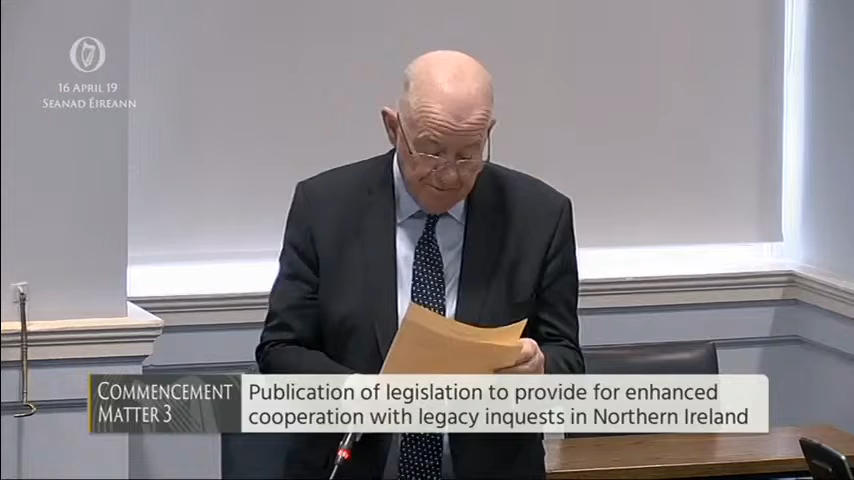 16 April 19
Seanad Éireann
Commencement
Matter 3
Publication of legislation to provide for enhanced
cooperation with legacy inquests in Northern Ireland